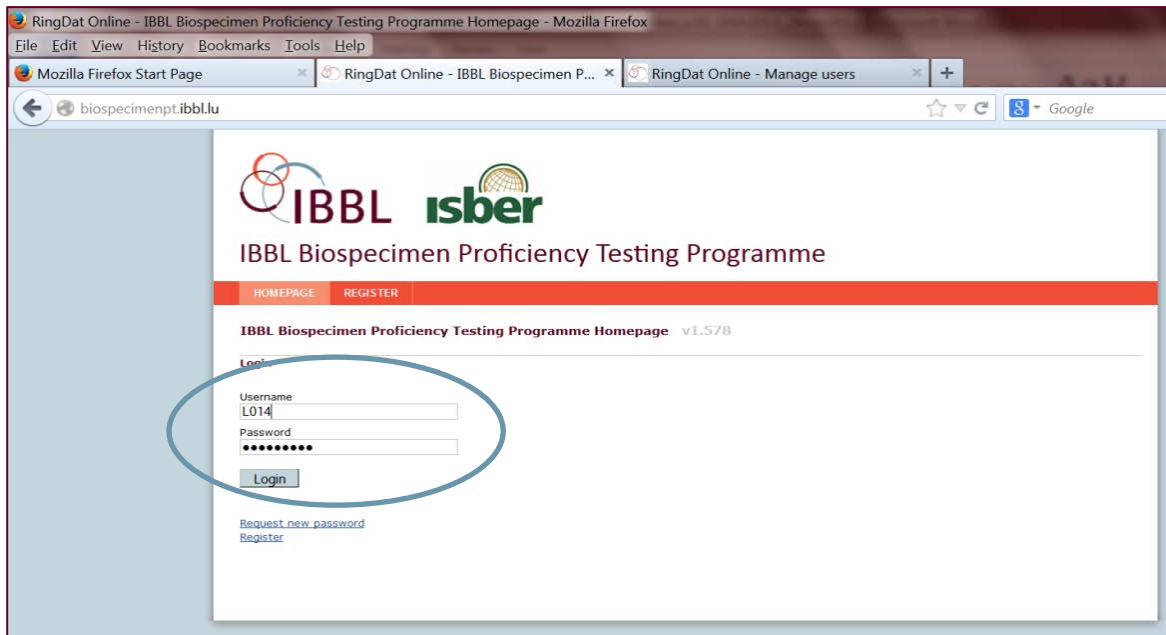 RingDat Online - IBBL Biospecimen Proficiency Testing Programme Homepage - Mozilla Firefox
File Edit View History Bookmarks Tools Help
Mozilla Firefox Start Page × RingDat Online - IBBL Biospecimen P... × RingDat Online - Manage users × +
biospecimenpt.ibbl.lu 8 Google
IBBL isber
IBBL Biospecimen Proficiency Testing Programme
HOMEPAGE REGISTER
IBBL Biospecimen Proficiency Testing Programme Homepage v1.578
Login
Username
L014
Password
●●●●●●●●●
Login
Request new password
Register